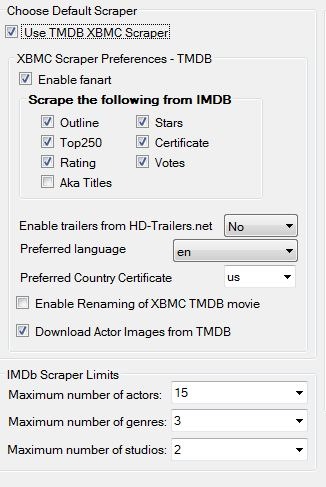 Choose Default Scraper
Use TMDB XBMC Scraper
XBMC Scraper Preferences - TMDB
Enable fanart
Scrape the following from IMDB
Outline Stars
Top250 Certificate
Rating Votes
Aka Titles
Enable trailers from HD-Trailers.net No
Preferred language en
Preferred Country Certificate us
Enable Renaming of XBMC TMDB movie
Download Actor Images from TMDB
IMDb Scraper Limits
Maximum number of actors: 15
Maximum number of genres: 3
Maximum number of studios: 2